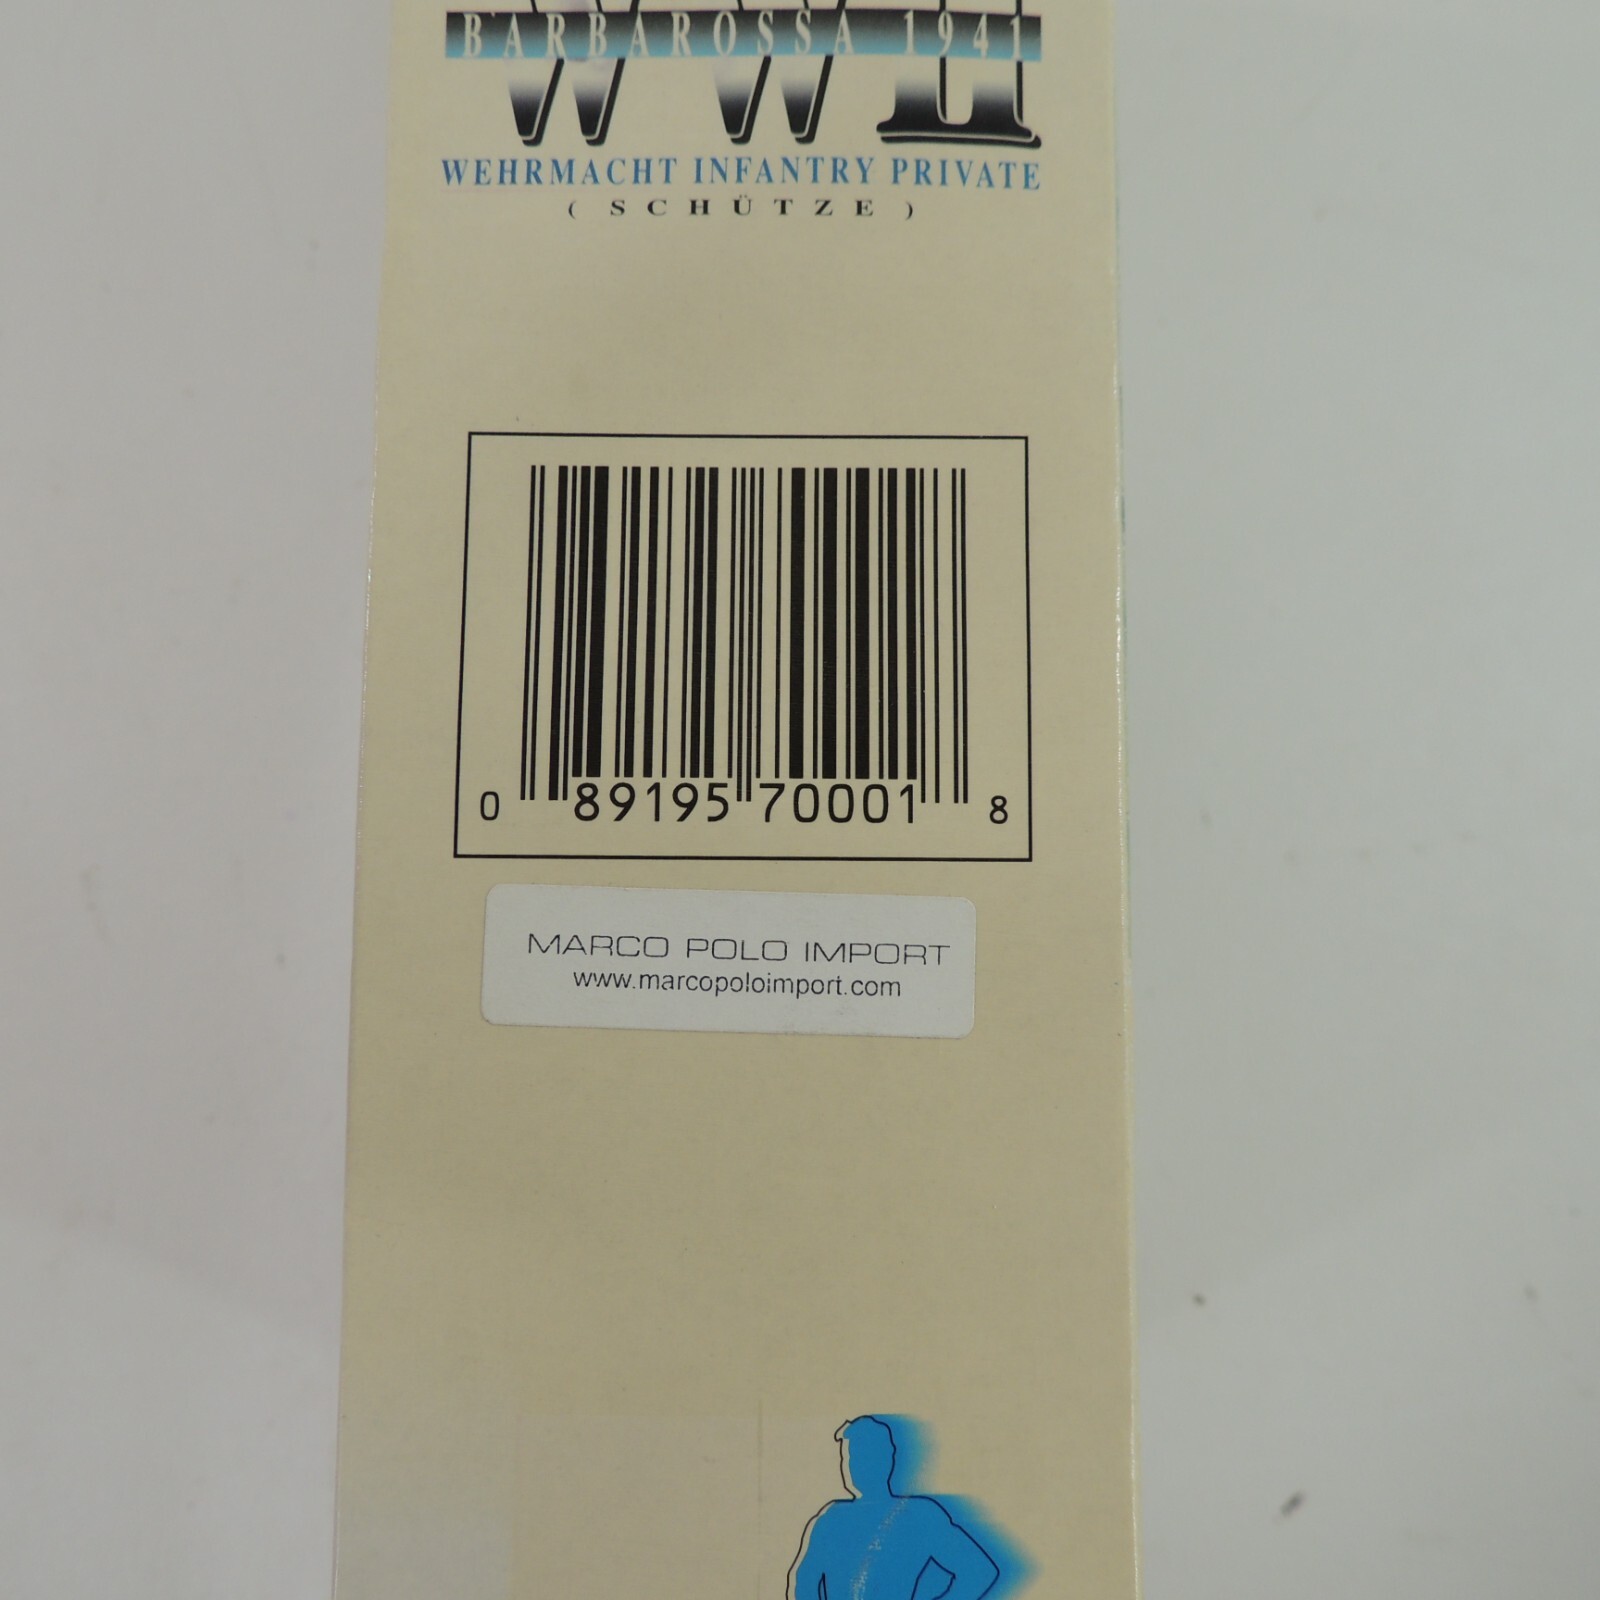 BARBAROSSA 1941
WWII
WEHRMACHT INFANTRY PRIVATE
(SCHÜTZE)
0 89195 70001 8
MARCO POLO IMPORT
www.marcopoloimport.com